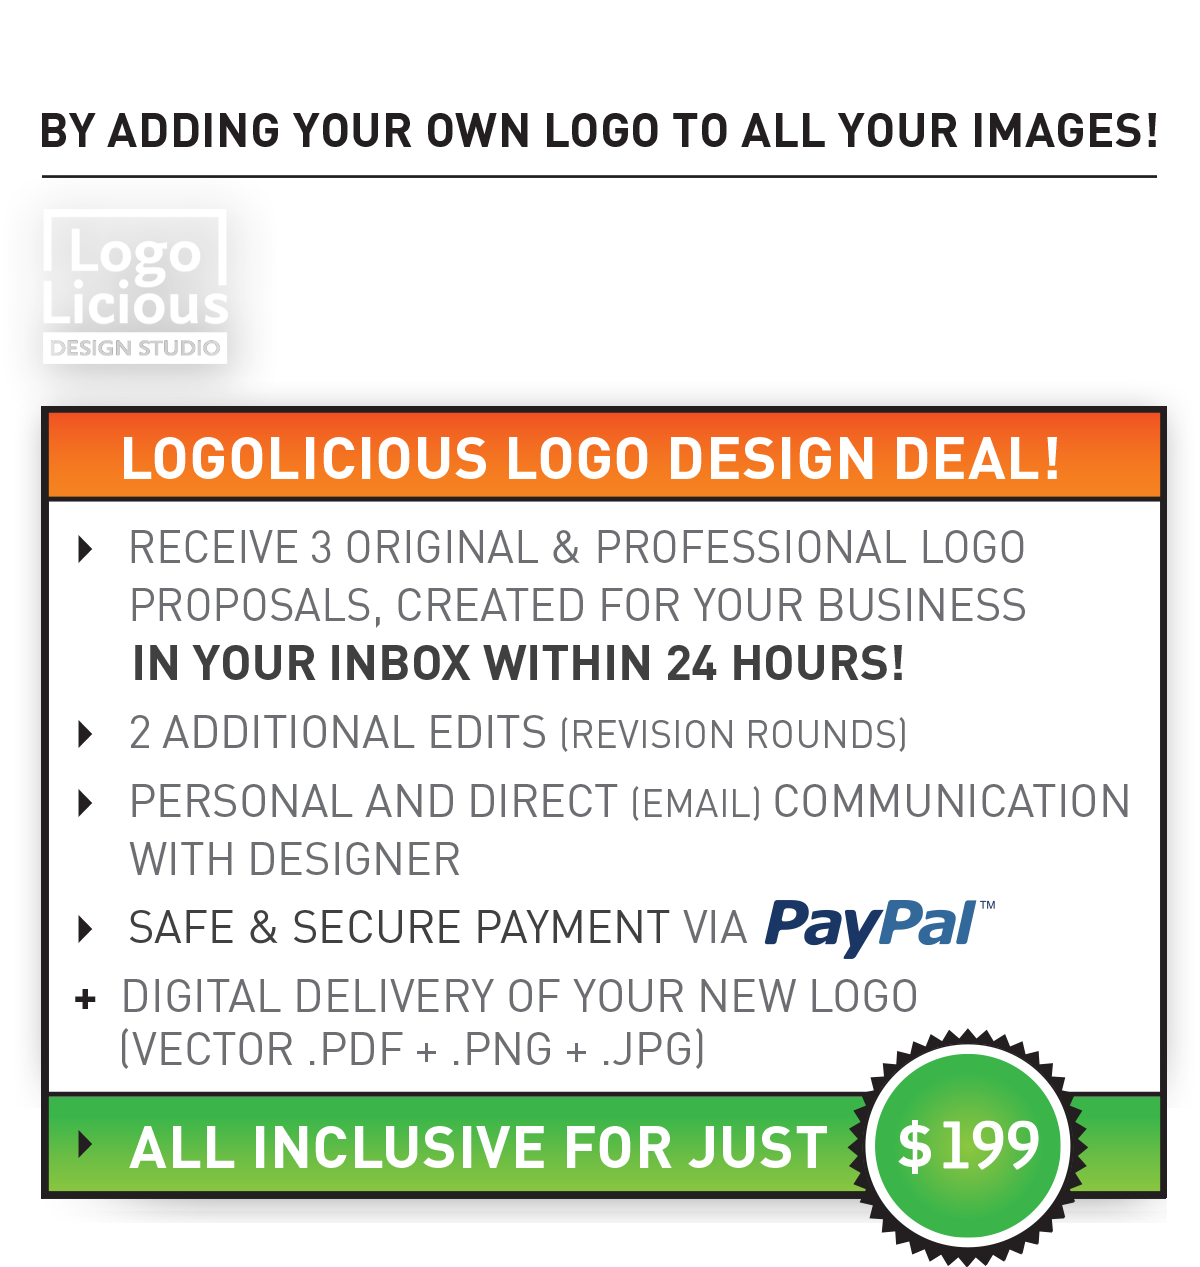 BY ADDING YOUR OWN LOGO TO ALL YOUR IMAGES!
Logo
Licious
DESIGN STUDIO
LOGOLICIOUS LOGO DESIGN DEAL!
RECEIVE 3 ORIGINAL & PROFESSIONAL LOGO
PROPOSALS, CREATED FOR YOUR BUSINESS
IN YOUR INBOX WITHIN 24 HOURS!
2 ADDITIONAL EDITS (REVISION ROUNDS)
PERSONAL AND DIRECT (EMAIL) COMMUNICATION
WITH DESIGNER
SAFE & SECURE PAYMENT VIA PayPal™
+ DIGITAL DELIVERY OF YOUR NEW LOGO
(VECTOR .PDF + .PNG + .JPG)
ALL INCLUSIVE FOR JUST $199